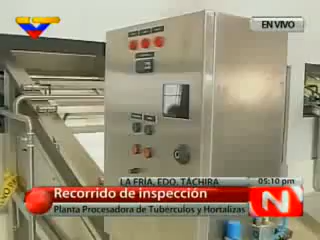 EN VIVO
LA FRÍA, EDO. TÁCHIRA
05:10 pm
Recorrido de inspección
Planta Procesadora de Tubérculos y Hortalizas
N